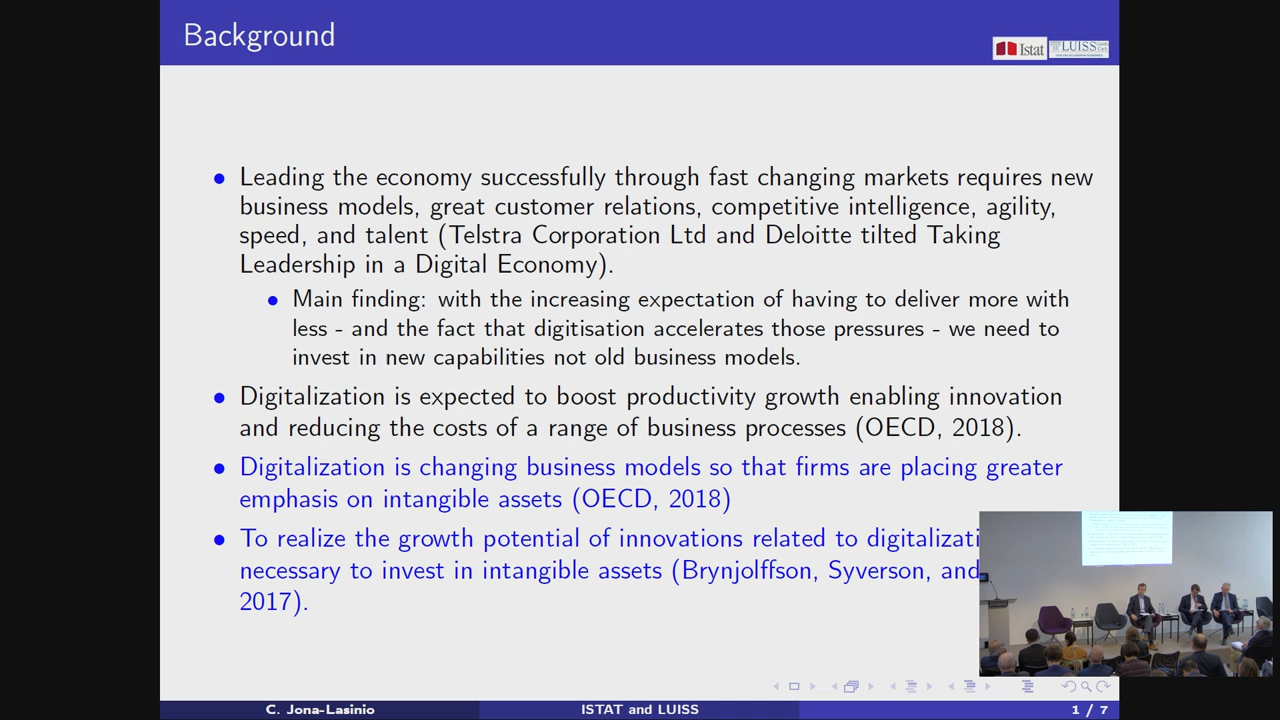 Background
Istat
LUISS
Leading the economy successfully through fast changing markets requires new
business models, great customer relations, competitive intelligence, agility,
speed, and talent (Telstra Corporation Ltd and Deloitte tilted Taking
Leadership in a Digital Economy).
Main finding: with the increasing expectation of having to deliver more with
less - and the fact that digitisation accelerates those pressures - we need to
invest in new capabilities not old business models.
Digitalization is expected to boost productivity growth enabling innovation
and reducing the costs of a range of business processes (OECD, 2018).
Digitalization is changing business models so that firms are placing greater
emphasis on intangible assets (OECD, 2018)
To realize the growth potential of innovations related to digitalizati
necessary to invest in intangible assets (Brynjolffson, Syverson, and
2017).
C. Jona-Lasinio
ISTAT and LUISS
1 / 7